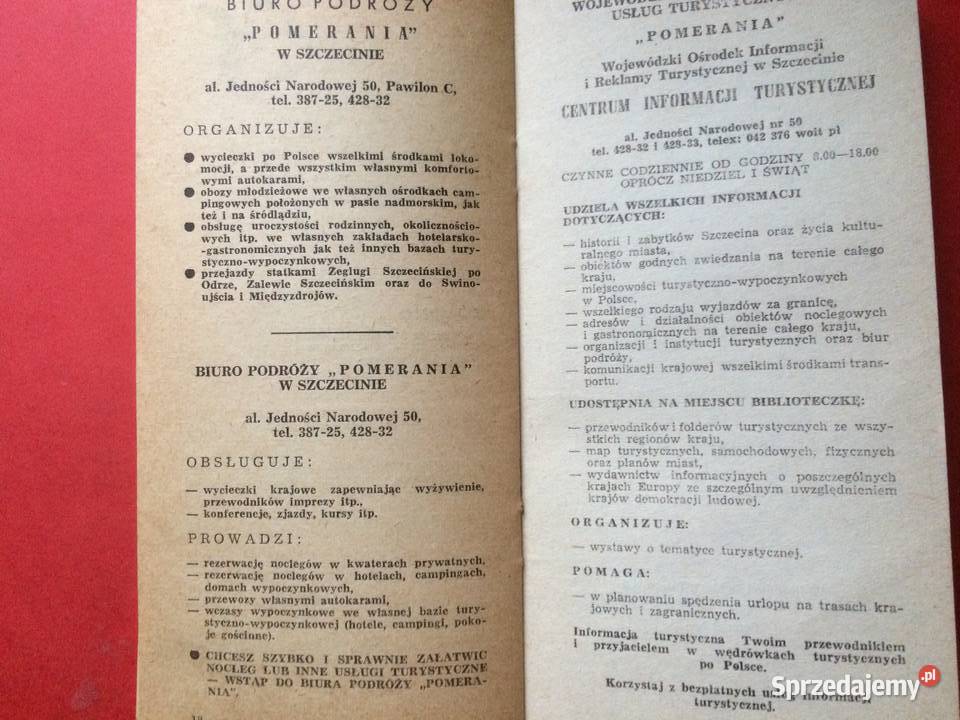 BIURO PODRÓŻY
„POMERANIA”
W SZCZECINIE
al. Jedności Narodowej 50, Pawilon C,
tel. 387-25, 428-32
ORGANIZUJE:
● wycieczki po Polsce wszelkimi środkami loko-
mocji, a przede wszystkim własnymi komforto-
wymi autokarami,
● obozy młodzieżowe we własnych ośrodkach cam-
pingowych położonych w pasie nadmorskim, jak
też i na śródlądziu,
● obsługę uroczystości rodzinnych, okolicznościo-
wych itp. we własnych zakładach hotelarsko-
-gastronomicznych jak też innych bazach tury-
styczno-wypoczynkowych,
● przejazdy statkami Żeglugi Szczecińskiej po
Odrze, Zalewie Szczecińskim oraz do Swino-
ujścia i Międzyzdrojów.
BIURO PODRÓŻY „POMERANIA”
W SZCZECINIE
al. Jedności Narodowej 50,
tel. 387-25, 428-32
OBSŁUGUJE:
— wycieczki krajowe zapewniając wyżywienie,
przewodników imprezy itp.,
— konferencje, zjazdy, kursy itp.
PROWADZI:
— rezerwację noclegów w kwaterach prywatnych,
— rezerwację noclegów w hotelach, campingach,
domach wypoczynkowych,
— przewozy własnymi autokarami,
— wczasy wypoczynkowe we własnej bazie tury-
styczno-wypoczynkowej (hotele, campingi, poko-
je gościnne).
● CHCESZ SZYBKO I SPRAWNIE ZAŁATWIĆ
NOCLEG LUB INNE USŁUGI TURYSTYCZNE
— WSTĄP DO BIURA PODRÓŻY „POMERA-
NIA”.
USŁUG TURYSTYCZN
„POMERANIA”
Wojewódzki Ośrodek Informacji
i Reklamy Turystycznej w Szczecinie
CENTRUM INFORMACJI TURYSTYCZNEJ
al. Jedności Narodowej nr 50
tel. 428-32 i 428-33, telex: 042 376 woit pl
CZYNNE CODZIENNIE OD GODZINY 8.00—18.00
OPRÓCZ NIEDZIEL I ŚWIĄT
UDZIELA WSZELKICH INFORMACJI
DOTYCZĄCYCH:
— historii i zabytków Szczecina oraz życia kultu-
ralnego miasta,
— obiektów godnych zwiedzania na terenie całego
kraju,
— miejscowości turystyczno-wypoczynkowych
w Polsce,
— wszelkiego rodzaju wyjazdów za granicę,
— adresów i działalności obiektów noclegowych
i gastronomicznych na terenie całego kraju,
— organizacji i instytucji turystycznych oraz biur
podróży,
— komunikacji krajowej wszelkimi środkami trans-
portu.
UDOSTĘPNIA NA MIEJSCU BIBLIOTECZKĘ:
— przewodników i folderów turystycznych ze wszy-
stkich regionów kraju,
— map turystycznych, samochodowych, fizycznych
oraz planów miast,
— wydawnictw informacyjnych o poszczególnych
krajach Europy ze szczególnym uwzględnieniem
krajów demokracji ludowej.
ORGANIZUJE:
— wystawy o tematyce turystycznej.
POMAGA:
— w planowaniu spędzenia urlopu na trasach kra-
jowych i zagranicznych.
Informacja turystyczna Twoim przewodnikiem
i przyjacielem w wędrówkach turystycznych
po Polsce.
Korzystaj z bezpłatnych usług informacji
turystycznej.
Sprzedajemy.pl